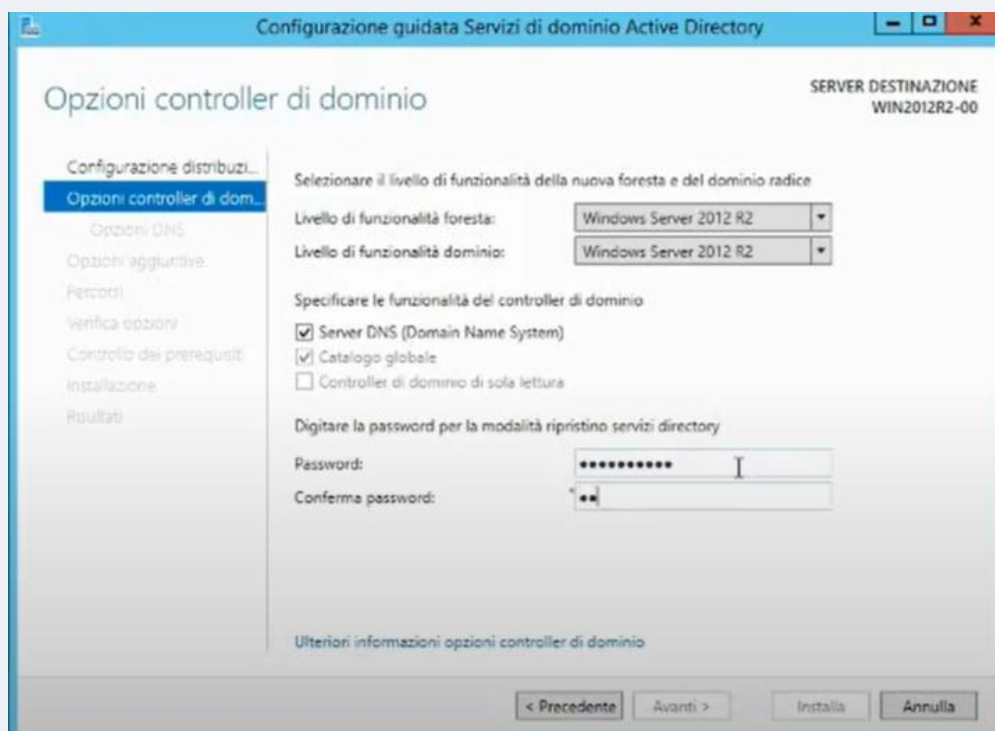 Configurazione guidata Servizi di dominio Active Directory
Opzioni controller di dominio
SERVER DESTINAZIONE
WIN2012R2-00
Configurazione distribuzi...
Opzioni controller di dom...
Opzioni DNS
Opzioni aggiuntive
Percorsi
Verifica opzioni
Controllo dei prerequisiti
Installazione
Risultati
Selezionare il livello di funzionalità della nuova foresta e del dominio radice
Livello di funzionalità foresta: Windows Server 2012 R2
Livello di funzionalità dominio: Windows Server 2012 R2
Specificare le funzionalità del controller di dominio
Server DNS (Domain Name System)
Catalogo globale
Controller di dominio di sola lettura
Digitare la password per la modalità ripristino servizi directory
Password: ••••••••••
Conferma password: ••
Ulteriori informazioni opzioni controller di dominio
< Precedente Avanti > Installa Annulla